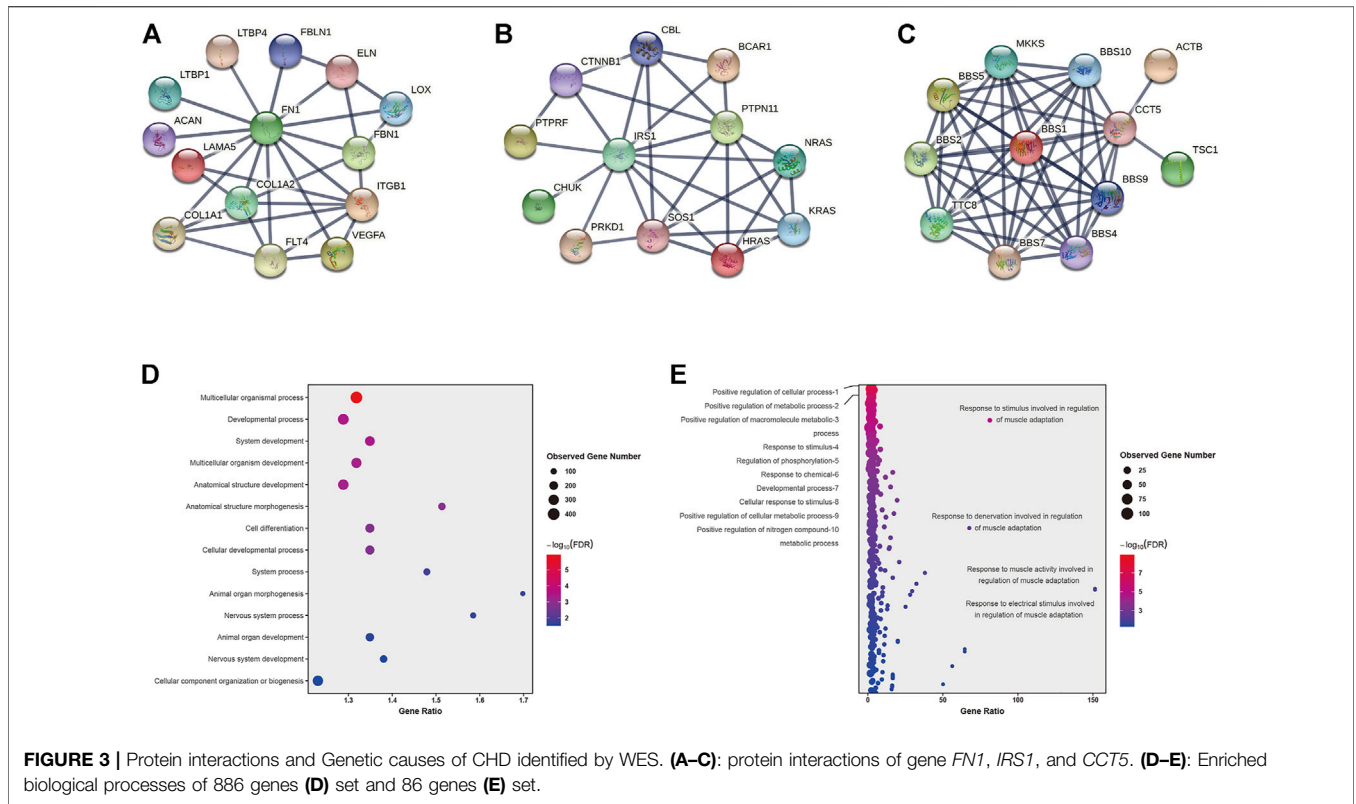 A
LTBP4
FBLN1
ELN
LTBP1
LOX
FN1
ACAN
FBN1
LAMA5
COL1A2
ITGB1
COL1A1
FLT4
VEGFA
B
CBL
BCAR1
CTNNB1
PTPN11
PTPRF
IRS1
NRAS
CHUK
KRAS
PRKD1
SOS1
HRAS
C
MKKS
BBS10
ACTB
BBS5
CCT5
BBS1
BBS2
TSC1
BBS9
TTC8
BBS7
BBS4
D
Multicellular organismal process
Developmental process
System development
Multicellular organism development
Anatomical structure development
Anatomical structure morphogenesis
Cell differentiation
Cellular developmental process
System process
Animal organ morphogenesis
Nervous system process
Animal organ development
Nervous system development
Cellular component organization or biogenesis
1.3 1.4 1.5 1.6 1.7
Gene Ratio
Observed Gene Number
100
200
300
400
−log10(FDR)
5
4
3
2
E
Positive regulation of cellular process-1
Positive regulation of metabolic process-2
Positive regulation of macromolecule metabolic-3
process
Response to stimulus-4
Regulation of phosphorylation-5
Response to chemical-6
Developmental process-7
Cellular response to stimulus-8
Positive regulation of cellular metabolic process-9
Positive regulation of nitrogen compound-10
metabolic process
Response to stimulus involved in regulation
of muscle adaptation
Response to denervation involved in regulation
of muscle adaptation
Response to muscle activity involved in
regulation of muscle adaptation
Response to electrical stimulus involved
in regulation of muscle adaptation
0 50 100 150
Gene Ratio
Observed Gene Number
25
50
75
100
−log10(FDR)
7
5
3
FIGURE 3 | Protein interactions and Genetic causes of CHD identified by WES. (A–C): protein interactions of gene FN1, IRS1, and CCT5. (D–E): Enriched
biological processes of 886 genes (D) set and 86 genes (E) set.